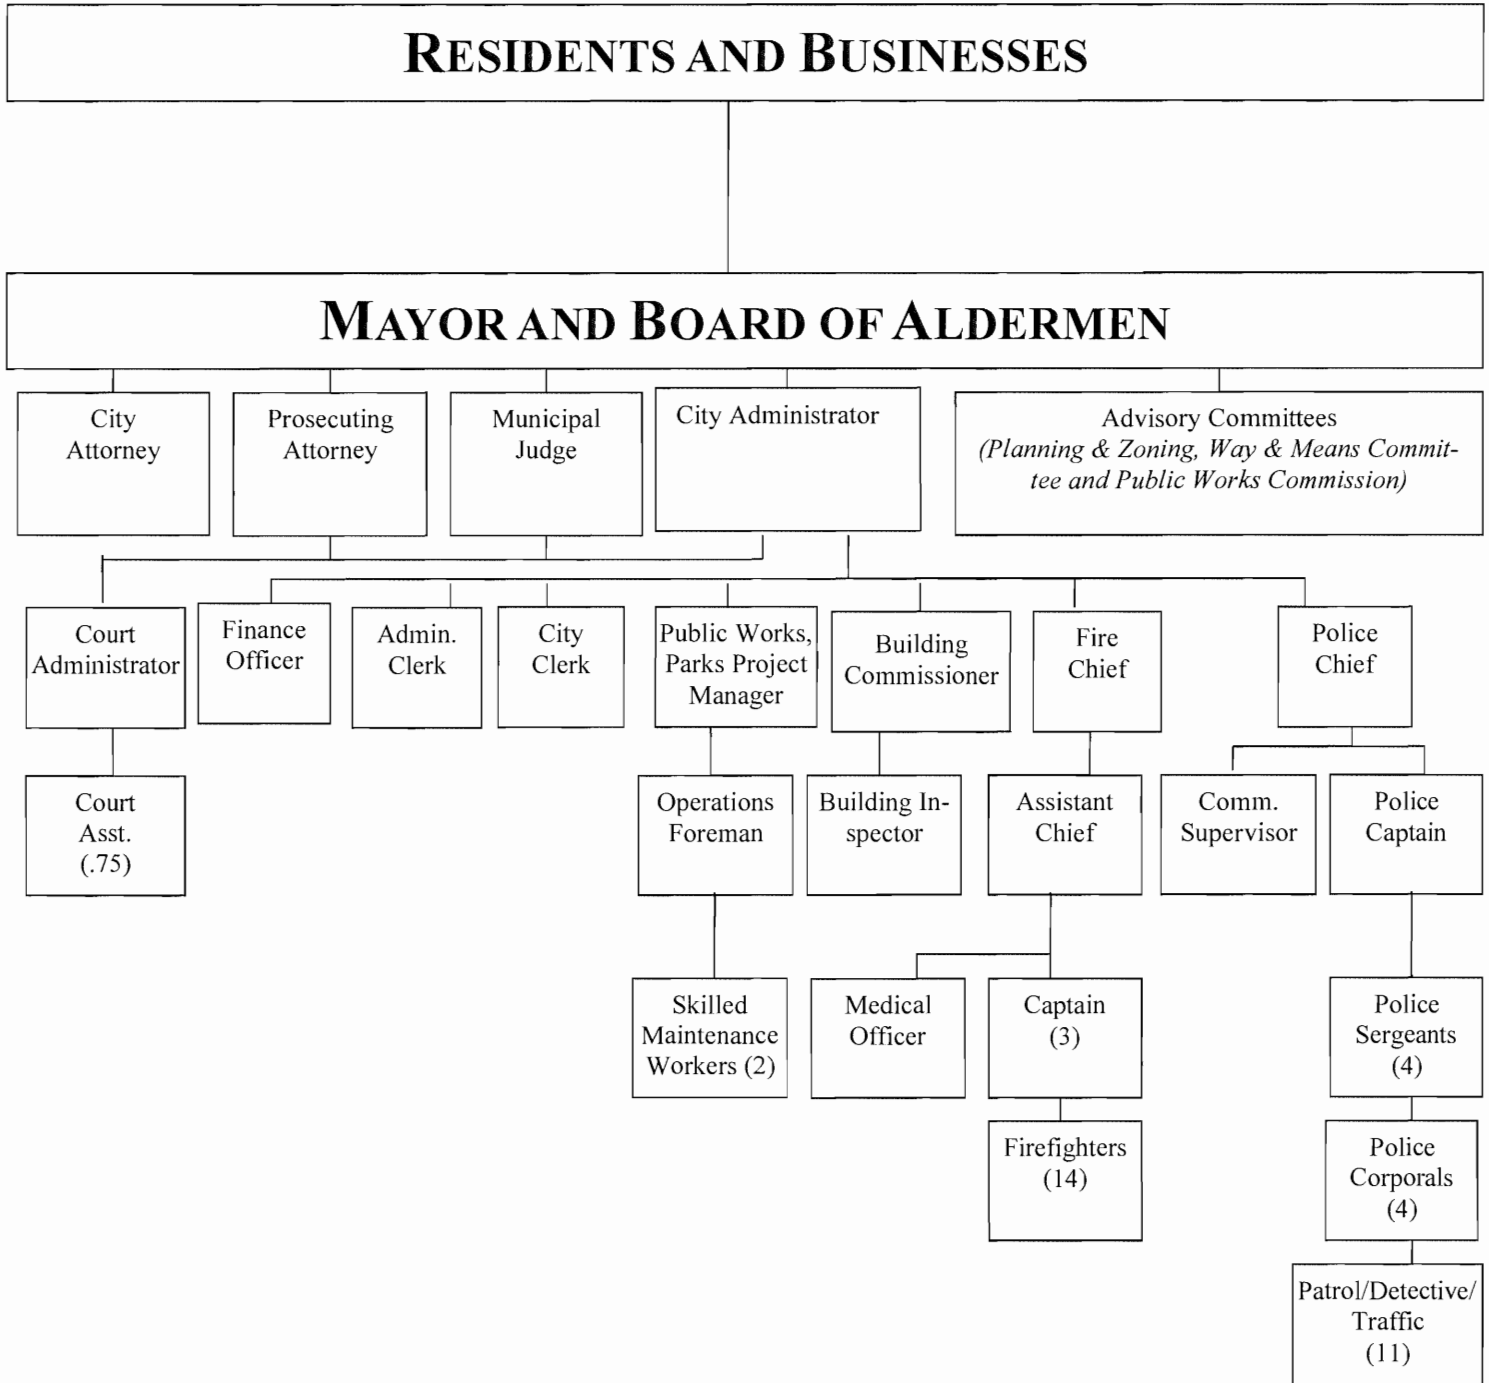 RESIDENTS AND BUSINESSES
MAYOR AND BOARD OF ALDERMEN
City
Attorney
Prosecuting
Attorney
Municipal
Judge
City Administrator
Advisory Committees
(Planning & Zoning, Way & Means Commit-
tee and Public Works Commission)
Court
Administrator
Finance
Officer
Admin.
Clerk
City
Clerk
Public Works,
Parks Project
Manager
Building
Commissioner
Fire
Chief
Police
Chief
Court
Asst.
(.75)
Operations
Foreman
Building In-
spector
Assistant
Chief
Comm.
Supervisor
Police
Captain
Skilled
Maintenance
Workers (2)
Medical
Officer
Captain
(3)
Police
Sergeants
(4)
Firefighters
(14)
Police
Corporals
(4)
Patrol/Detective/
Traffic
(11)